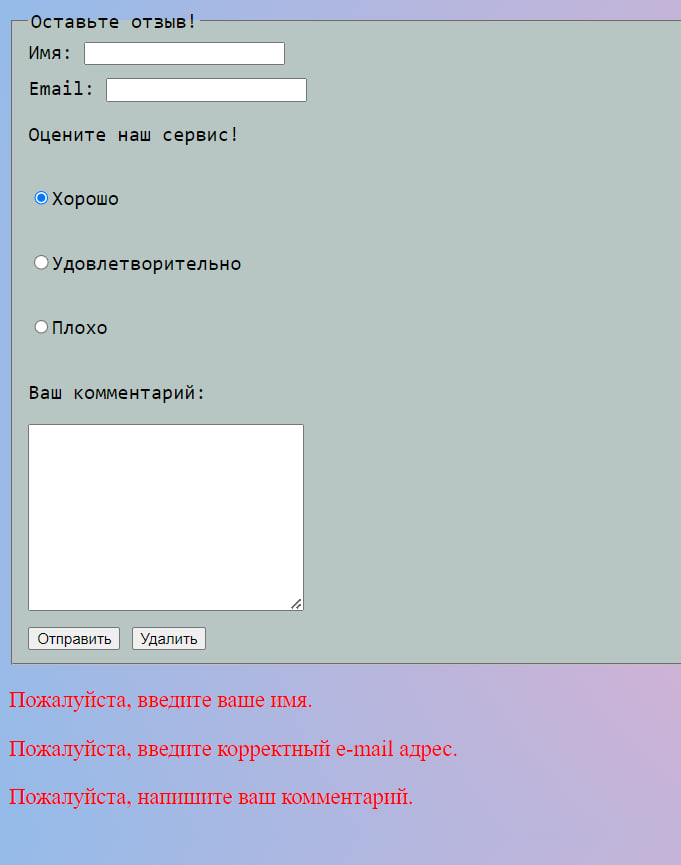 Оставьте отзыв!
Имя:
Email:
Оцените наш сервис!
Хорошо
Удовлетворительно
Плохо
Ваш комментарий:
Отправить Удалить
Пожалуйста, введите ваше имя.
Пожалуйста, введите корректный e-mail адрес.
Пожалуйста, напишите ваш комментарий.